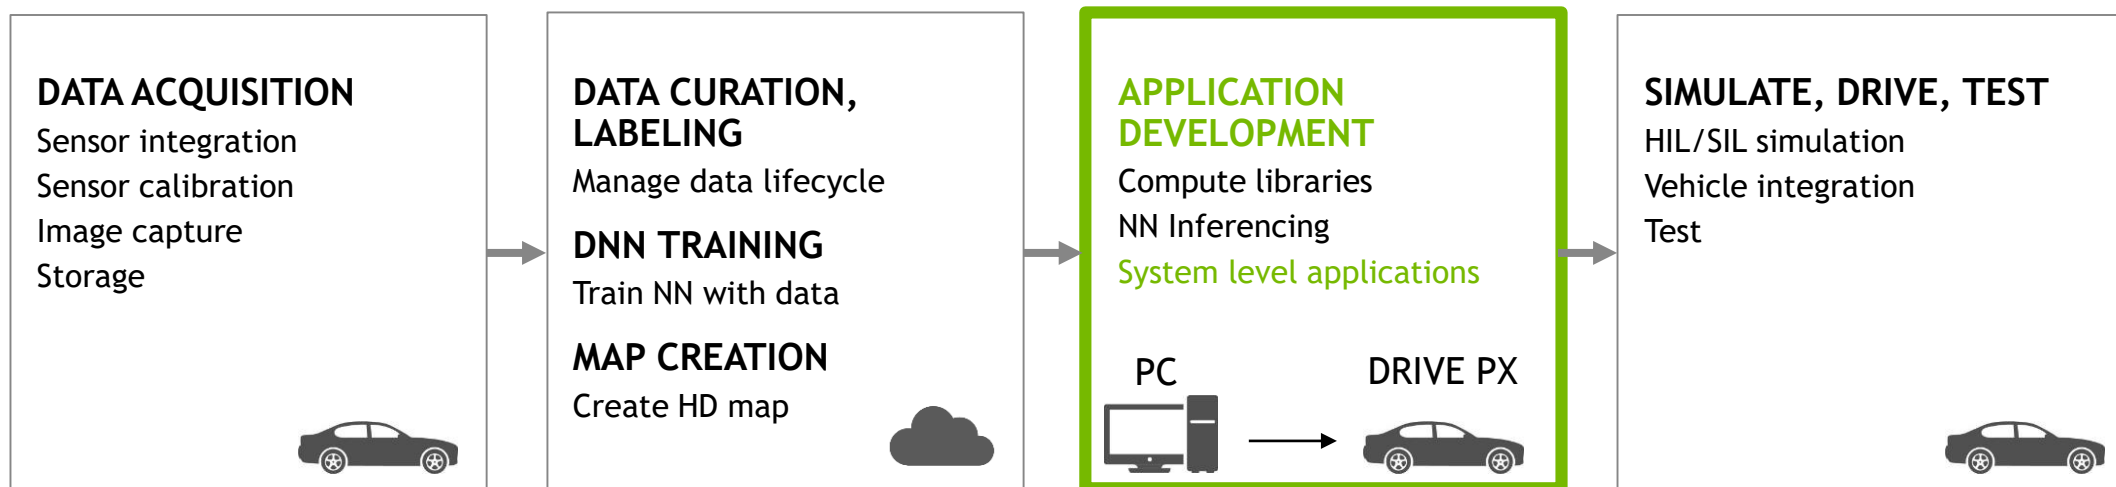 DATA ACQUISITION
Sensor integration
Sensor calibration
Image capture
Storage
DATA CURATION,
LABELING
Manage data lifecycle
DNN TRAINING
Train NN with data
MAP CREATION
Create HD map
APPLICATION
DEVELOPMENT
Compute libraries
NN Inferencing
System level applications
PC
DRIVE PX
SIMULATE, DRIVE, TEST
HIL/SIL simulation
Vehicle integration
Test